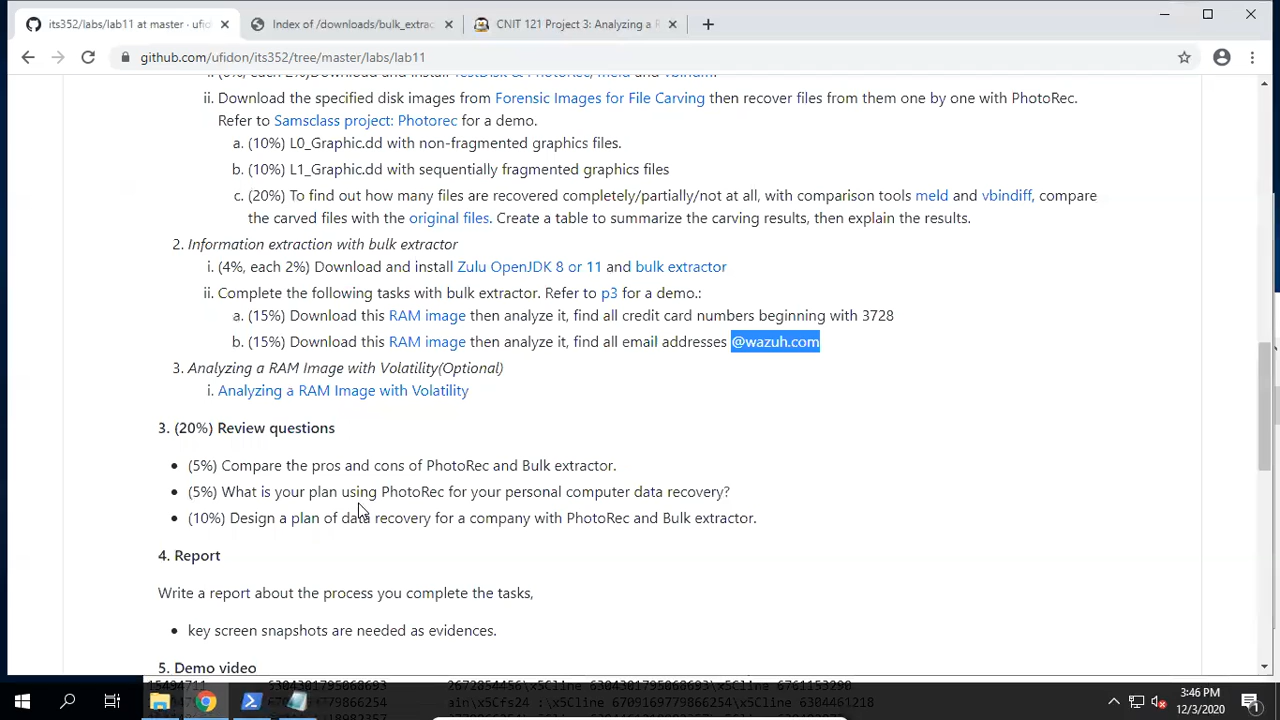 its352/labs/lab11 at master · ufid
Index of /downloads/bulk_extrac
CNIT 121 Project 3: Analyzing a R
github.com/ufidon/its352/tree/master/labs/lab11
ii. Download the specified disk images from Forensic Images for File Carving then recover files from them one by one with PhotoRec.
Refer to Samsclass project: Photorec for a demo.
a. (10%) L0_Graphic.dd with non-fragmented graphics files.
b. (10%) L1_Graphic.dd with sequentially fragmented graphics files
c. (20%) To find out how many files are recovered completely/partially/not at all, with comparison tools meld and vbindiff, compare
the carved files with the original files. Create a table to summarize the carving results, then explain the results.
2. Information extraction with bulk extractor
i. (4%, each 2%) Download and install Zulu OpenJDK 8 or 11 and bulk extractor
ii. Complete the following tasks with bulk extractor. Refer to p3 for a demo.:
a. (15%) Download this RAM image then analyze it, find all credit card numbers beginning with 3728
b. (15%) Download this RAM image then analyze it, find all email addresses @wazuh.com
3. Analyzing a RAM Image with Volatility(Optional)
i. Analyzing a RAM Image with Volatility
3. (20%) Review questions
• (5%) Compare the pros and cons of PhotoRec and Bulk extractor.
• (5%) What is your plan using PhotoRec for your personal computer data recovery?
• (10%) Design a plan of data recovery for a company with PhotoRec and Bulk extractor.
4. Report
Write a report about the process you complete the tasks,
• key screen snapshots are needed as evidences.
5. Demo video
3:46 PM
12/3/2020